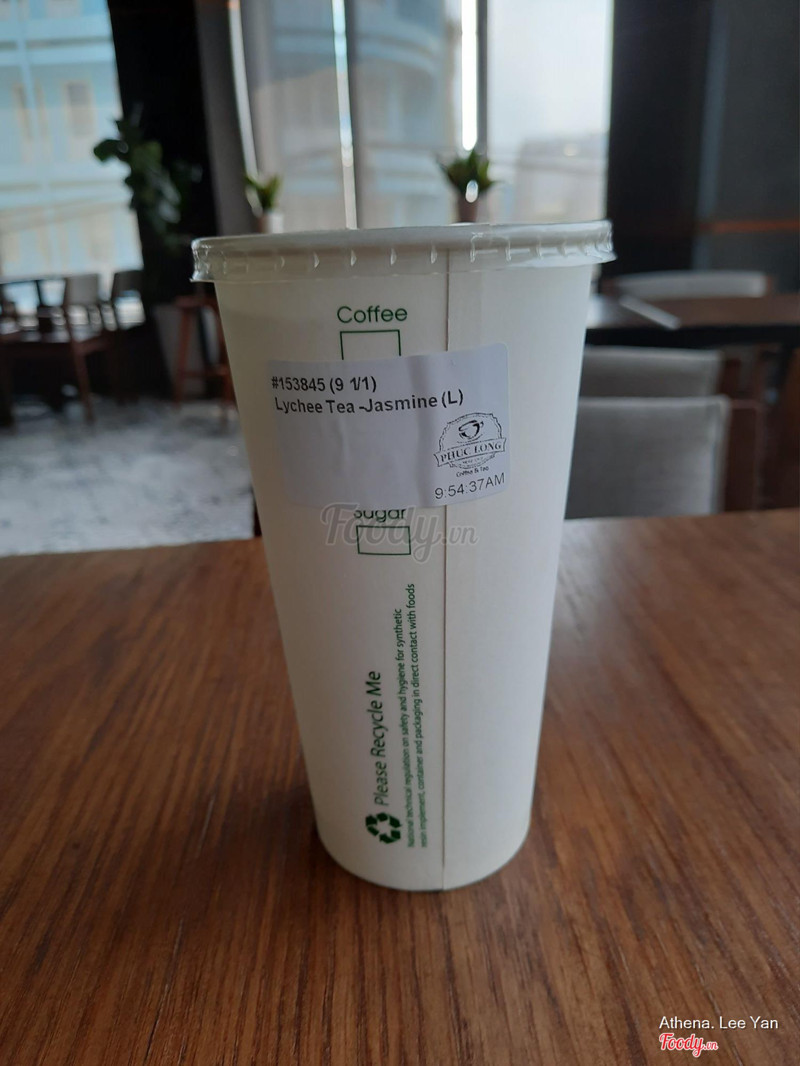 Coffee
#153845 (9 1/1)
Lychee Tea -Jasmine (L)
PHUC LONG
Coffee & Tea
9:54:37AM
Sugar
Foody.vn
Please Recycle Me
National technical regulation on safety and hygiene for synthetic
resin implement, container and packaging in direct contact with foods
Athena. Lee Yan
Foody.vn